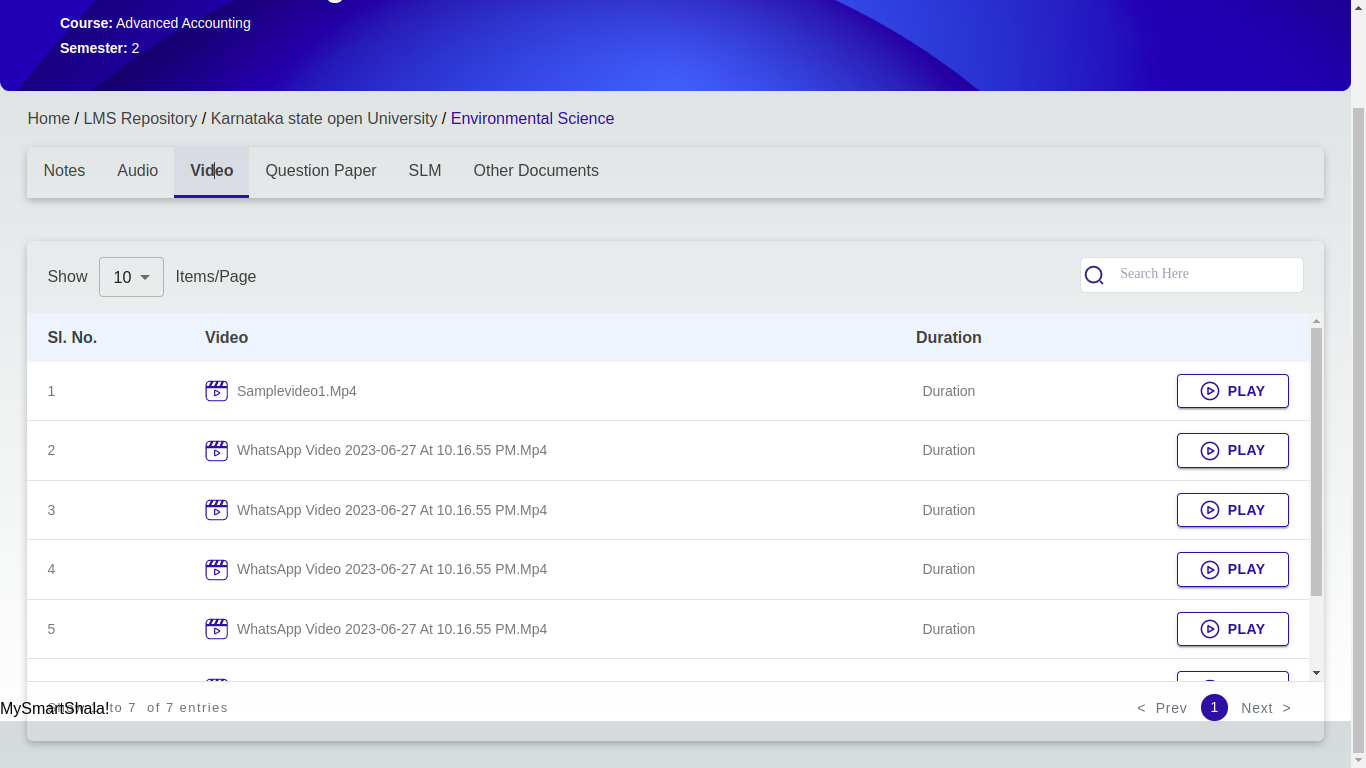 Course: Advanced Accounting
Semester: 2
Home / LMS Repository / Karnataka state open University / Environmental Science
Notes Audio Video Question Paper SLM Other Documents
Show 10 Items/Page Search Here
Sl. No. Video Duration
1 Samplevideo1.Mp4 Duration PLAY
2 WhatsApp Video 2023-06-27 At 10.16.55 PM.Mp4 Duration PLAY
3 WhatsApp Video 2023-06-27 At 10.16.55 PM.Mp4 Duration PLAY
4 WhatsApp Video 2023-06-27 At 10.16.55 PM.Mp4 Duration PLAY
5 WhatsApp Video 2023-06-27 At 10.16.55 PM.Mp4 Duration PLAY
MySmartShala! to 7 of 7 entries < Prev 1 Next >